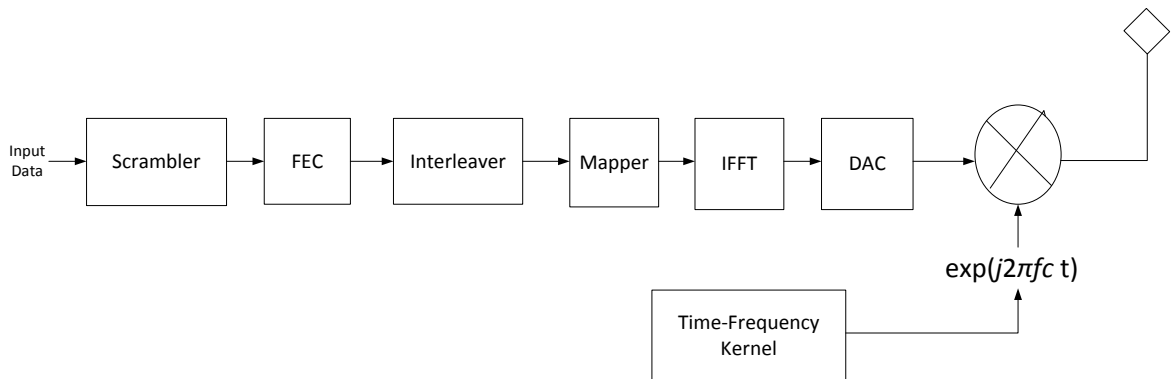 Input
Data
Scrambler
FEC
Interleaver
Mapper
IFFT
DAC
exp(j2πfc t)
Time-Frequency
Kernel